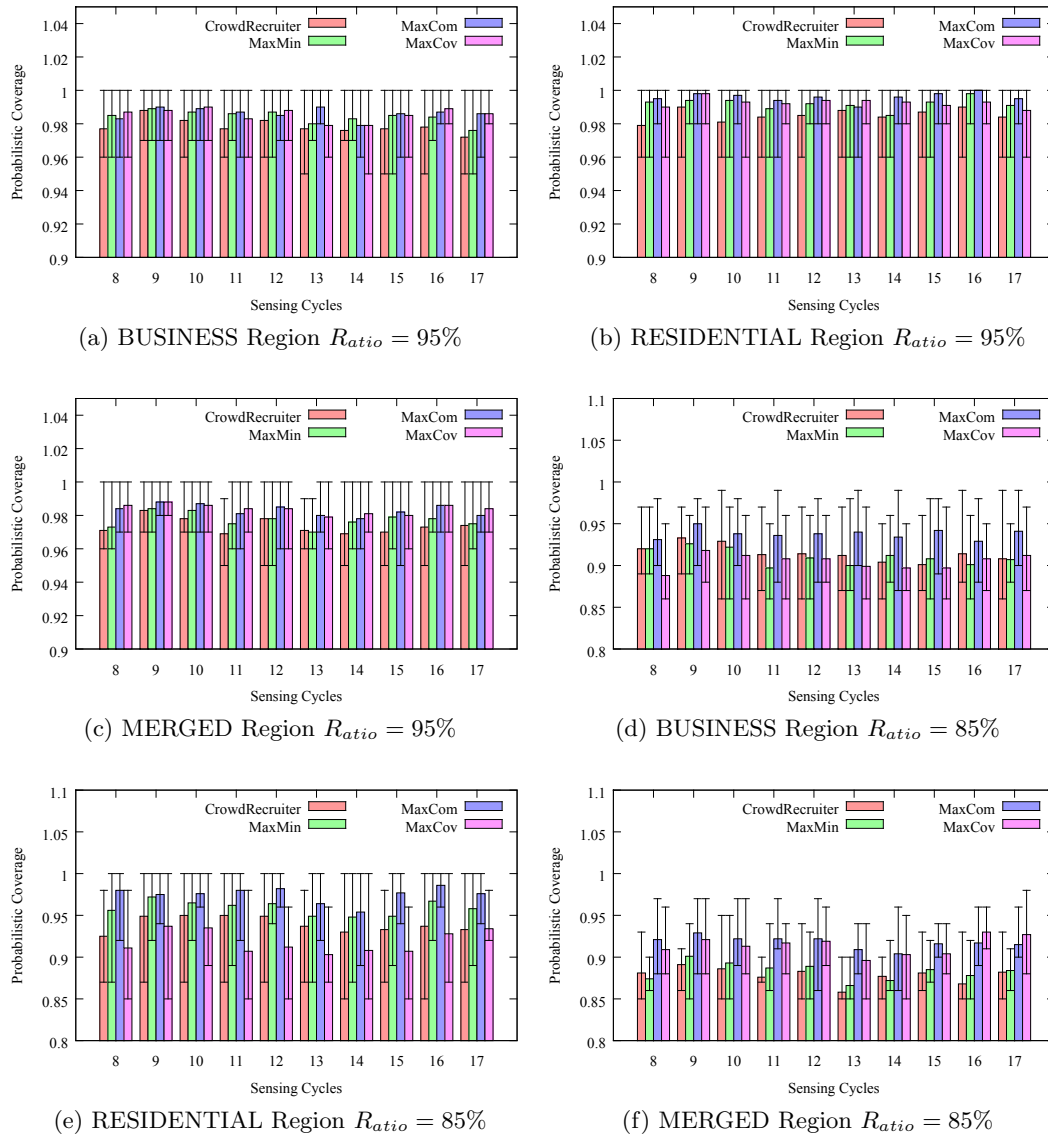 1.04
1.02
1
0.98
0.96
0.94
0.92
0.9
Probabilistic Coverage
CrowdRecruiter
MaxMin
MaxCom
MaxCov
8 9 10 11 12 13 14 15 16 17
Sensing Cycles
(a) BUSINESS Region R_atio = 95%
1.04
1.02
1
0.98
0.96
0.94
0.92
0.9
Probabilistic Coverage
CrowdRecruiter
MaxMin
MaxCom
MaxCov
8 9 10 11 12 13 14 15 16 17
Sensing Cycles
(b) RESIDENTIAL Region R_atio = 95%
1.04
1.02
1
0.98
0.96
0.94
0.92
0.9
Probabilistic Coverage
CrowdRecruiter
MaxMin
MaxCom
MaxCov
8 9 10 11 12 13 14 15 16 17
Sensing Cycles
(c) MERGED Region R_atio = 95%
1.1
1.05
1
0.95
0.9
0.85
0.8
Probabilistic Coverage
CrowdRecruiter
MaxMin
MaxCom
MaxCov
8 9 10 11 12 13 14 15 16 17
Sensing Cycles
(d) BUSINESS Region R_atio = 85%
1.1
1.05
1
0.95
0.9
0.85
0.8
Probabilistic Coverage
CrowdRecruiter
MaxMin
MaxCom
MaxCov
8 9 10 11 12 13 14 15 16 17
Sensing Cycles
(e) RESIDENTIAL Region R_atio = 85%
1.1
1.05
1
0.95
0.9
0.85
0.8
Probabilistic Coverage
CrowdRecruiter
MaxMin
MaxCom
MaxCov
8 9 10 11 12 13 14 15 16 17
Sensing Cycles
(f) MERGED Region R_atio = 85%